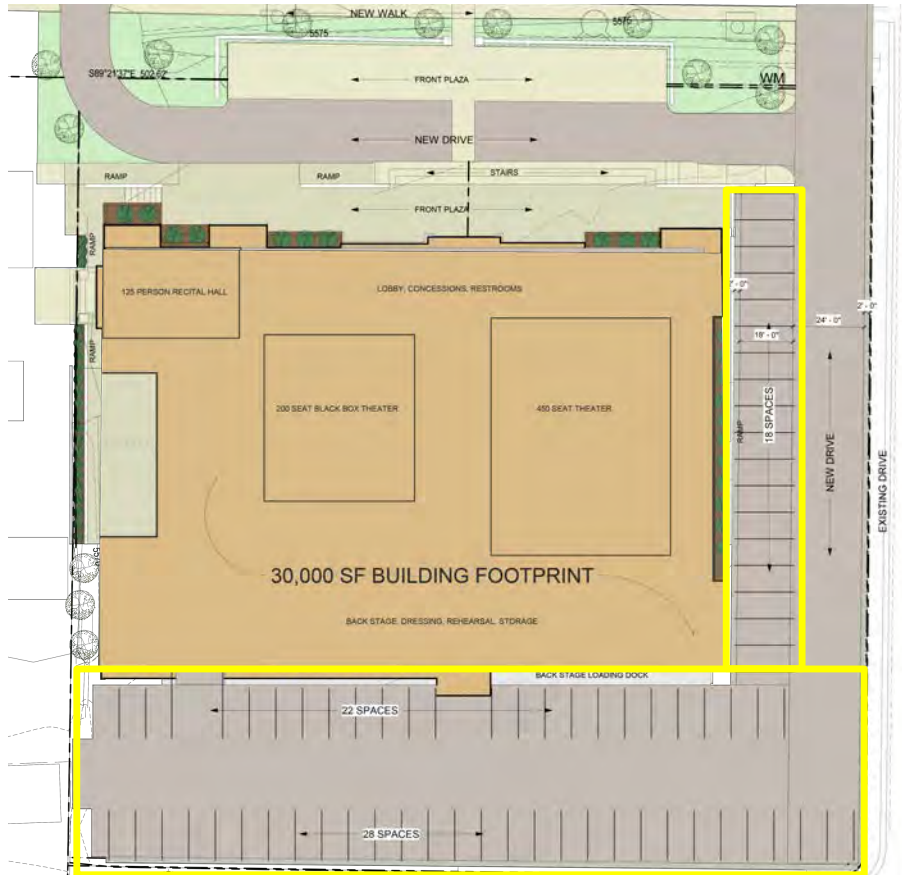 NEW WALK
5575
5575
S89°21'37"E 502.62'
FRONT PLAZA
WM
NEW DRIVE
RAMP
RAMP
STAIRS
FRONT PLAZA
RAMP
125 PERSON RECITAL HALL
LOBBY, CONCESSIONS, RESTROOMS
' - 0"
2' - 0"
24' - 0"
18' - 0"
RAMP
200 SEAT BLACK BOX THEATER
450 SEAT THEATER
18 SPACES
RAMP
NEW DRIVE
EXISTING DRIVE
30,000 SF BUILDING FOOTPRINT
BACK STAGE, DRESSING, REHEARSAL, STORAGE
BACK STAGE LOADING DOCK
22 SPACES
28 SPACES